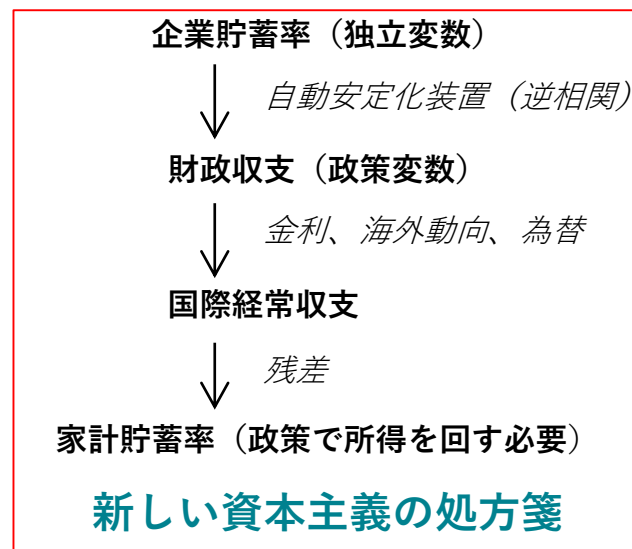 企業貯蓄率（独立変数）
自動安定化装置（逆相関）
財政収支（政策変数）
金利、海外動向、為替
国際経常収支
残差
家計貯蓄率（政策で所得を回す必要）
新しい資本主義の処方箋